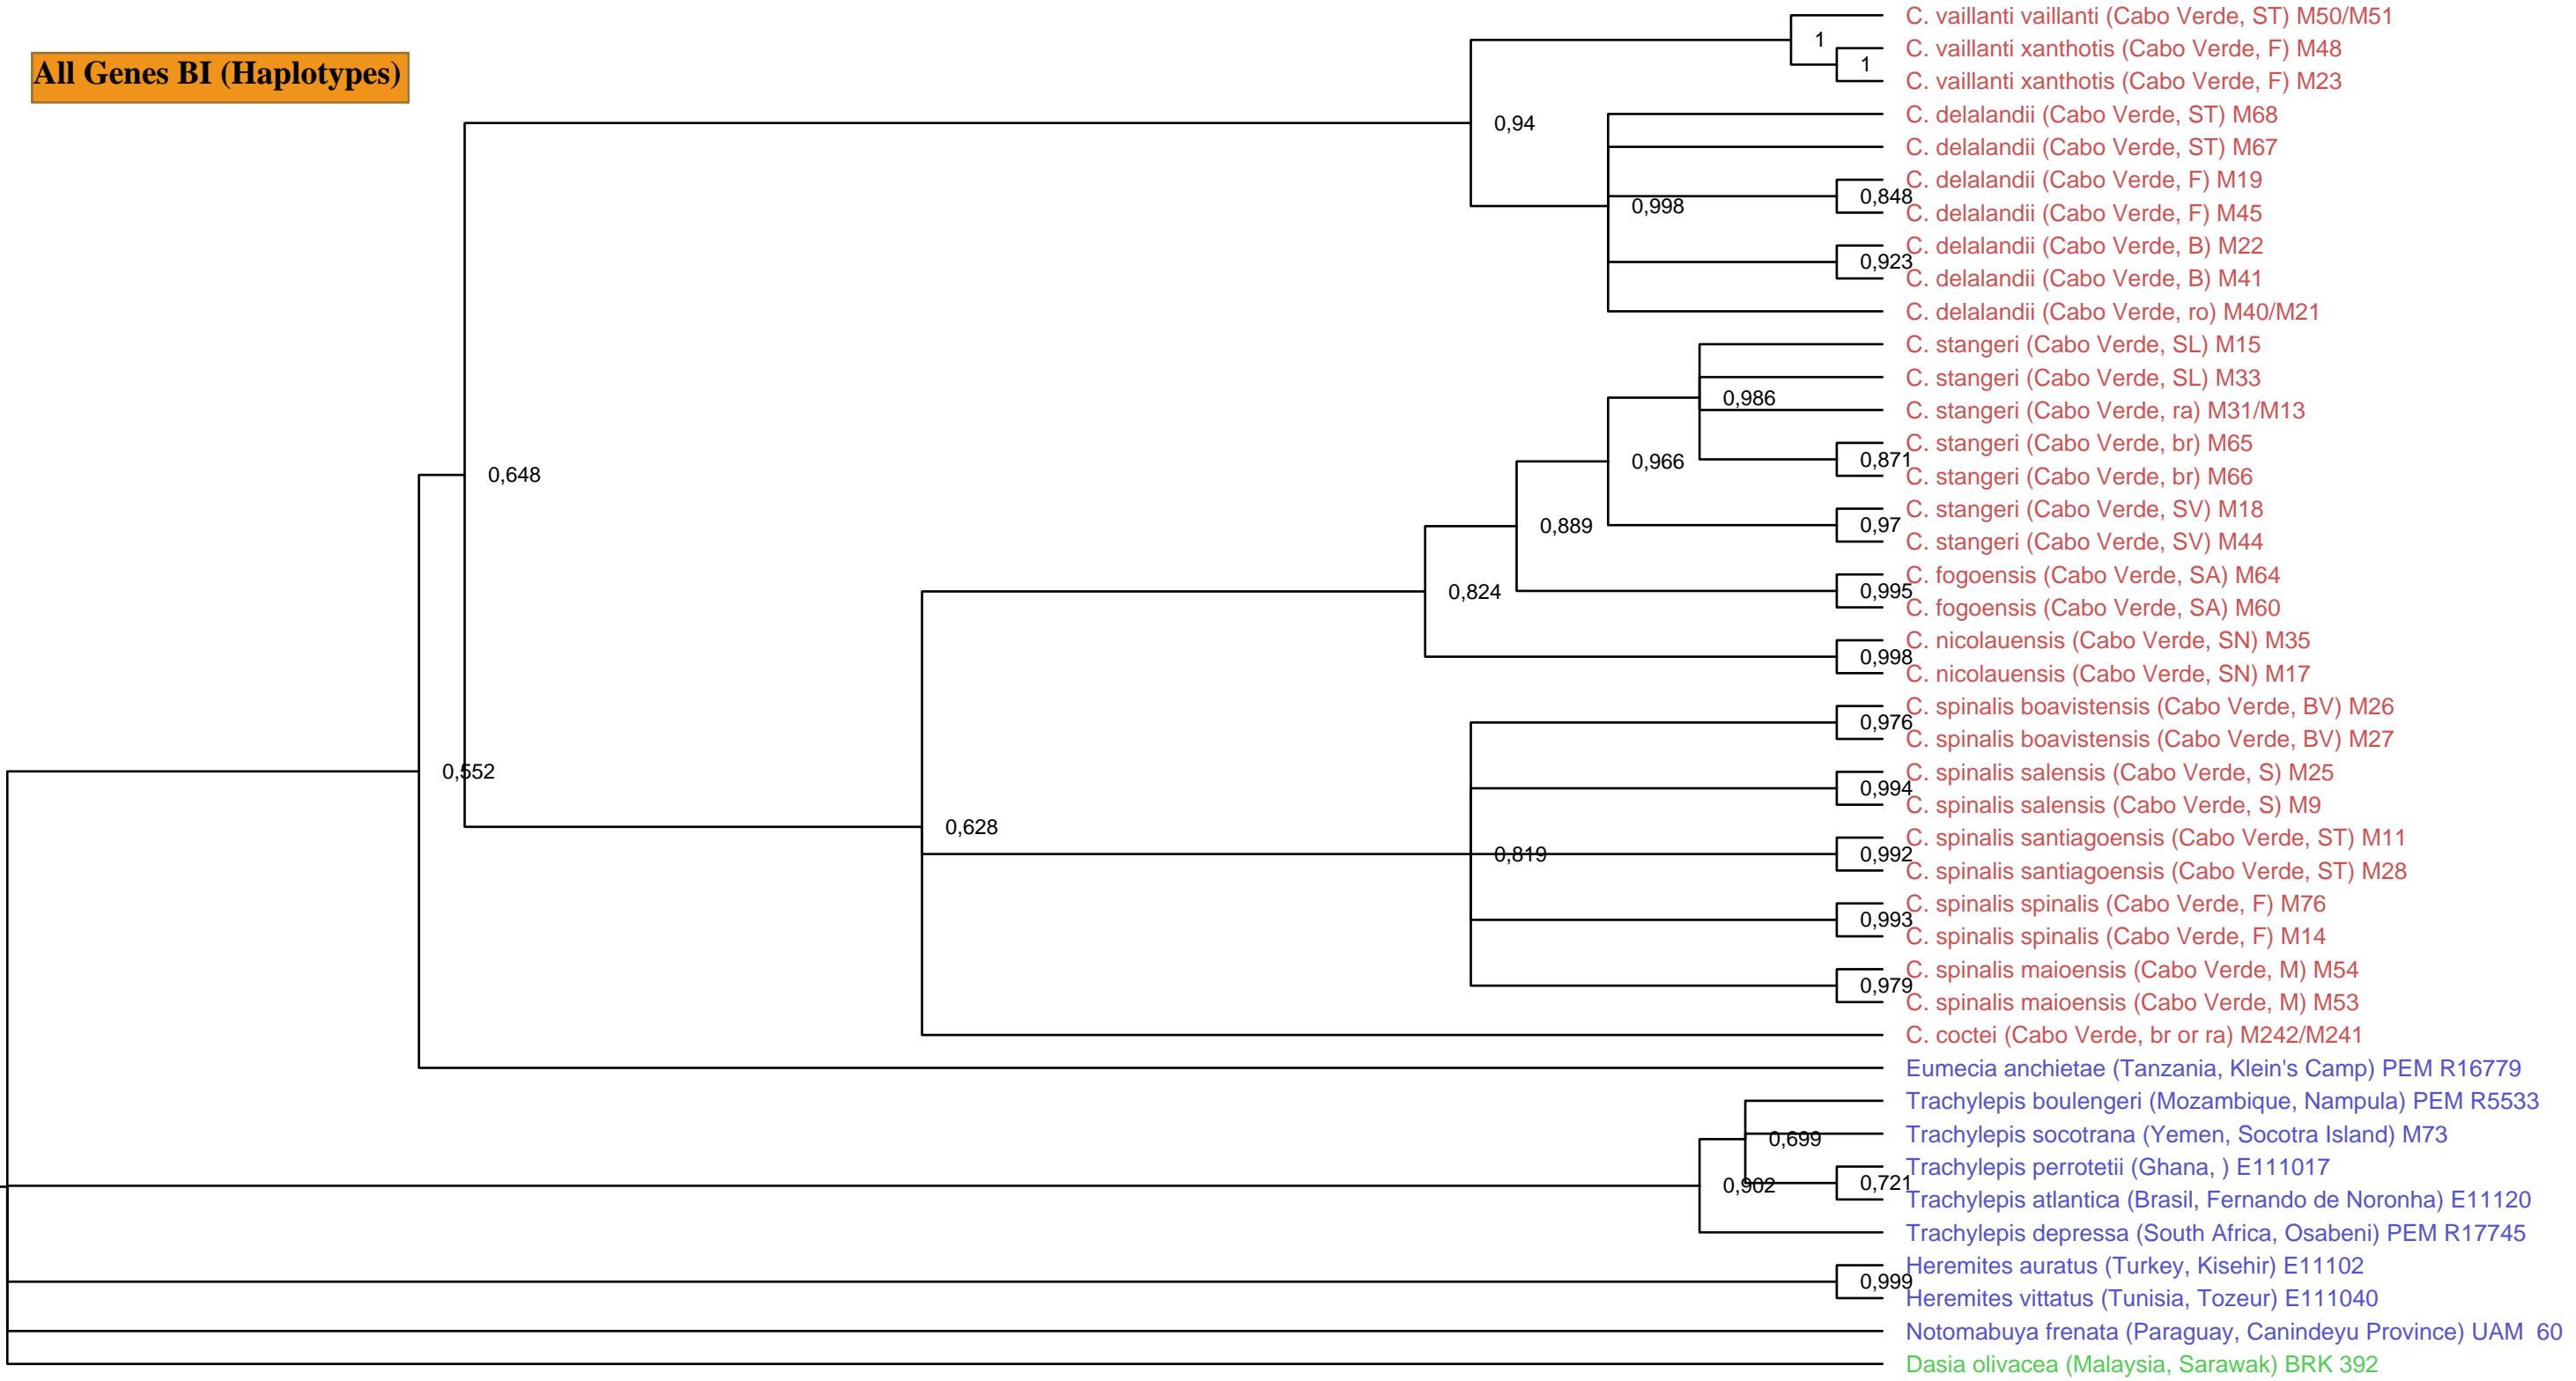 All Genes BI (Haplotypes)
C. vaillanti vaillanti (Cabo Verde, ST) M50/M51
1
C. vaillanti xanthotis (Cabo Verde, F) M48
1
C. vaillanti xanthotis (Cabo Verde, F) M23
0,94
C. delalandii (Cabo Verde, ST) M68
C. delalandii (Cabo Verde, ST) M67
C. delalandii (Cabo Verde, F) M19
0,848
0,998
C. delalandii (Cabo Verde, F) M45
C. delalandii (Cabo Verde, B) M22
0,923
C. delalandii (Cabo Verde, B) M41
C. delalandii (Cabo Verde, ro) M40/M21
C. stangeri (Cabo Verde, SL) M15
C. stangeri (Cabo Verde, SL) M33
0,986
C. stangeri (Cabo Verde, ra) M31/M13
C. stangeri (Cabo Verde, br) M65
0,966
0,871
0,648
C. stangeri (Cabo Verde, br) M66
C. stangeri (Cabo Verde, SV) M18
0,889
0,97
C. stangeri (Cabo Verde, SV) M44
C. fogoensis (Cabo Verde, SA) M64
0,824
0,995
C. fogoensis (Cabo Verde, SA) M60
C. nicolauensis (Cabo Verde, SN) M35
0,998
C. nicolauensis (Cabo Verde, SN) M17
C. spinalis boavistensis (Cabo Verde, BV) M26
0,976
C. spinalis boavistensis (Cabo Verde, BV) M27
0,552
C. spinalis salensis (Cabo Verde, S) M25
0,994
C. spinalis salensis (Cabo Verde, S) M9
0,628
C. spinalis santiagoensis (Cabo Verde, ST) M11
0,819
0,992
C. spinalis santiagoensis (Cabo Verde, ST) M28
C. spinalis spinalis (Cabo Verde, F) M76
0,993
C. spinalis spinalis (Cabo Verde, F) M14
C. spinalis maioensis (Cabo Verde, M) M54
0,979
C. spinalis maioensis (Cabo Verde, M) M53
C. coctei (Cabo Verde, br or ra) M242/M241
Eumecia anchietae (Tanzania, Klein's Camp) PEM R16779
Trachylepis boulengeri (Mozambique, Nampula) PEM R5533
0,699
Trachylepis socotrana (Yemen, Socotra Island) M73
Trachylepis perrotetii (Ghana, ) E111017
0,902
0,721
Trachylepis atlantica (Brasil, Fernando de Noronha) E11120
Trachylepis depressa (South Africa, Osabeni) PEM R17745
Heremites auratus (Turkey, Kisehir) E11102
0,999
Heremites vittatus (Tunisia, Tozeur) E111040
Notomabuya frenata (Paraguay, Canindeyu Province) UAM  60
Dasia olivacea (Malaysia, Sarawak) BRK 392